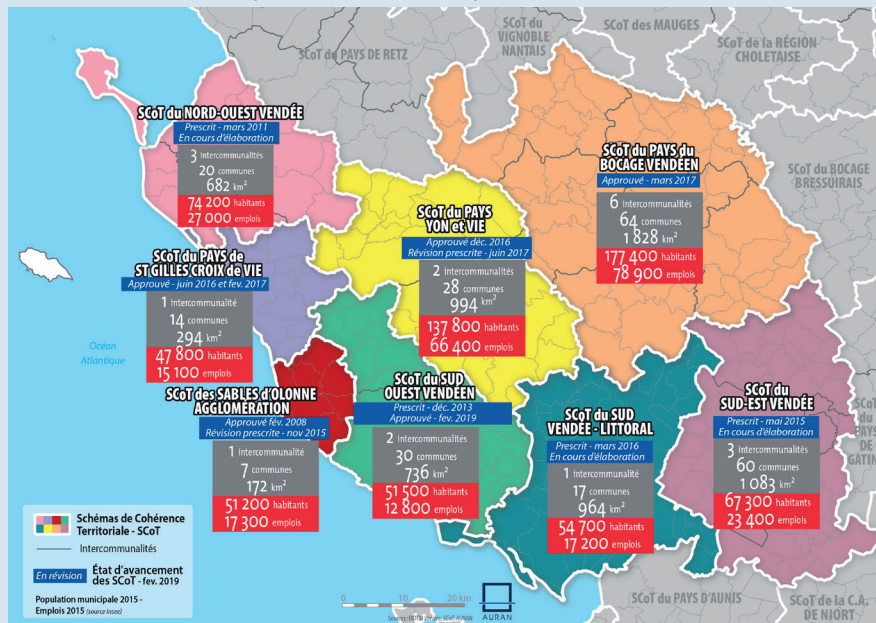 SCoT du
VIGNOBLE
NANTAIS
SCoT des MAUGES
SCoT du PAYS DE RETZ
SCoT de la RÉGION
CHOLETAISE
SCoT du NORD-OUEST VENDÉE
Prescrit - mars 2011
En cours d'élaboration
3 intercommunalités
20 communes
682 km²
74 200 habitants
27 000 emplois
SCoT du PAYS du
BOCAGE VENDÉEN
Approuvé - mars 2017
6 intercommunalités
64 communes
1 828 km²
177 400 habitants
78 900 emplois
SCoT du BOCAGE
BRESSUIRAIS
SCoT du PAYS
YON et VIE
Approuvé déc. 2016
Révision prescrite - juin 2017
2 intercommunalités
28 communes
994 km²
137 800 habitants
66 400 emplois
SCoT du PAYS de
ST GILLES CROIX de VIE
Approuvé - juin 2016 et fev. 2017
1 intercommunalité
14 communes
294 km²
47 800 habitants
15 100 emplois
Océan
Atlantique
SCoT des SABLES d'OLONNE
AGGLOMÉRATION
Approuvé fév. 2008
Révision prescrite - nov 2015
1 intercommunalité
7 communes
172 km²
51 200 habitants
17 300 emplois
SCoT du SUD
OUEST VENDÉEN
Prescrit - déc. 2013
Approuvé - fev. 2019
2 intercommunalités
30 communes
736 km²
51 500 habitants
12 800 emplois
SCoT du SUD
VENDÉE - LITTORAL
Prescrit - mars 2016
En cours d'élaboration
1 intercommunalité
17 communes
964 km²
54 700 habitants
17 200 emplois
SCoT du
SUD-EST VENDÉE
Prescrit - mai 2015
En cours d'élaboration
3 intercommunalités
60 communes
1 083 km²
67 300 habitants
23 400 emplois
SCoT
du
PAYS
DE
GATIN
Schémas de Cohérence
Territoriale - SCoT
Intercommunalités
En révision
État d'avancement
des SCoT - fev. 2019
Population municipale 2015 -
Emplois 2015 (source insee)
0 10 20 km
AURAN
SCoT du PAYS D'AUNIS
SCoT de la C.A.
DE NIORT